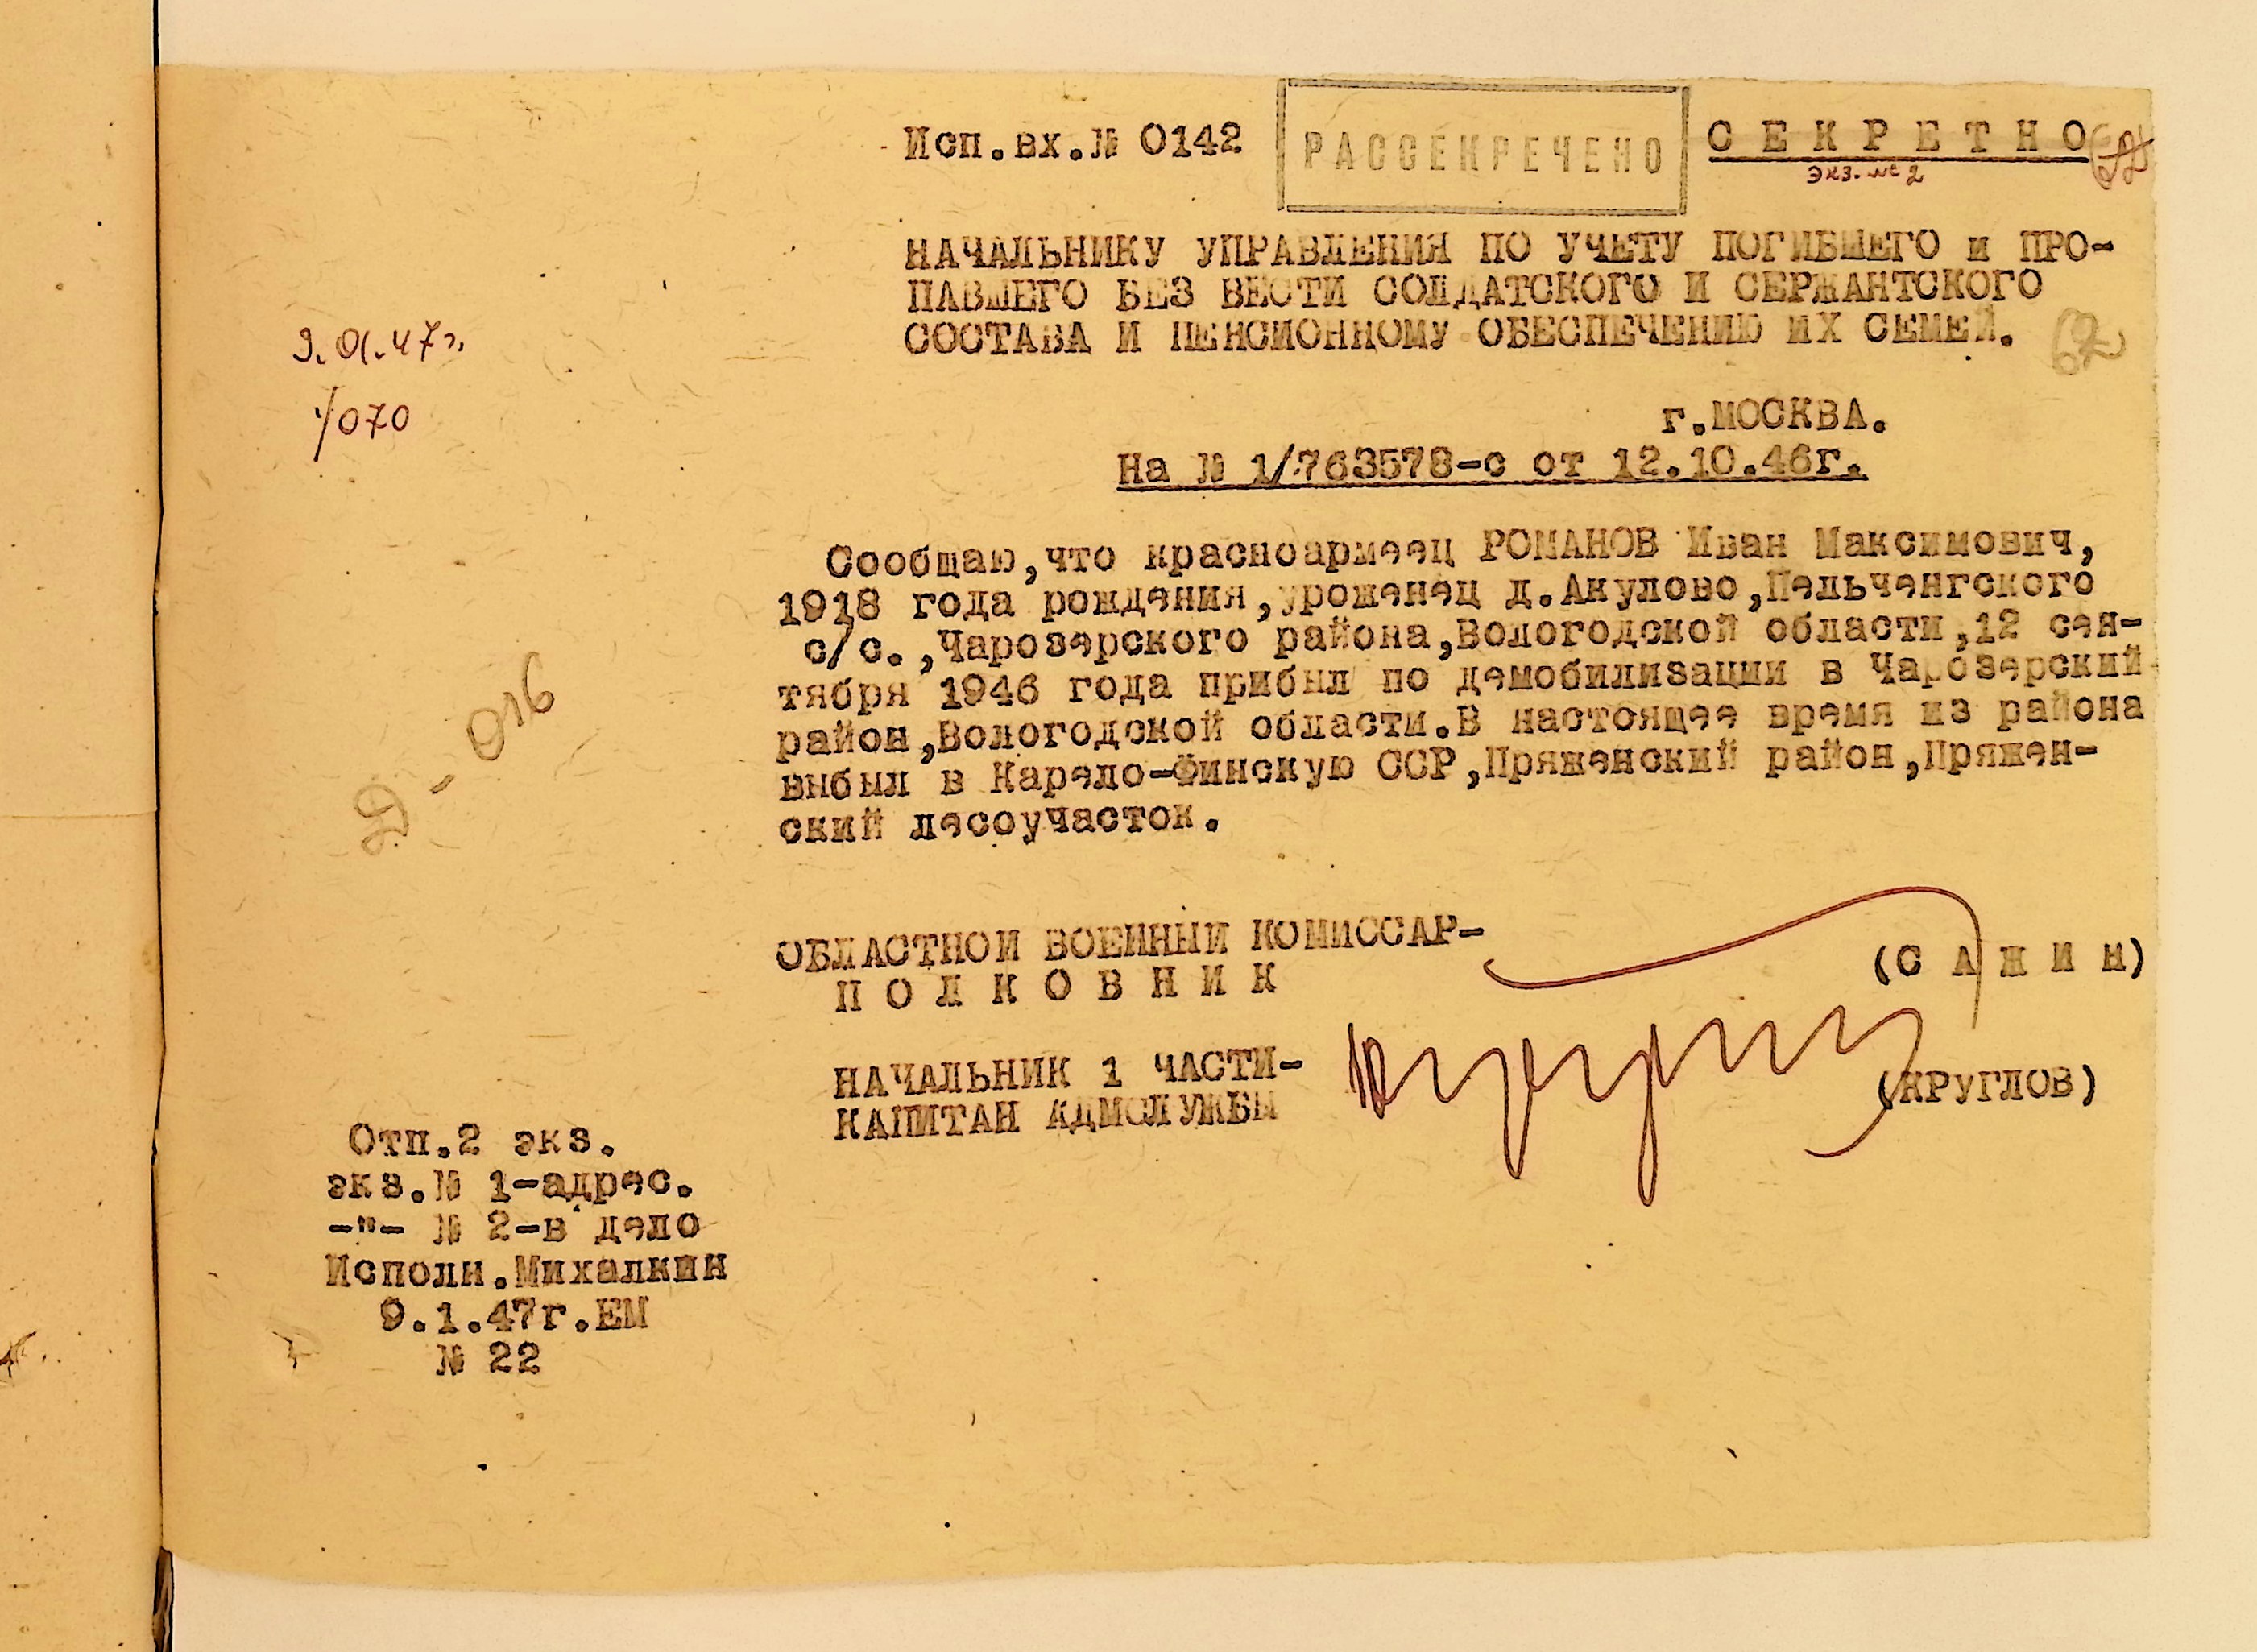 Исп.вх.№ 0142
РАССЕКРЕЧЕНО
СЕКРЕТНО
экз. №2
НАЧАЛЬНИКУ УПРАВЛЕНИЯ ПО УЧЕТУ ПОГИБШЕГО и ПРО-
ПАВШЕГО БЕЗ ВЕСТИ СОЛДАТСКОГО И СЕРЖАНТСКОГО
СОСТАВА И ПЕНСИОННОМУ ОБЕСПЕЧЕНИЮ ИХ СЕМЕЙ.
62
9.01.47г.
1/070
г.МОСКВА.
На № 1/763578-с от 12.10.46г.
Сообщаю,что красноармеец РОМАНОВ Иван Максимович,
1918 года рождения,уроженец д.Акулово,Пельченгского
с/с.,Чарозерского района,Вологодской области,12 сен-
тября 1946 года прибыл по демобилизации в Чарозерский
район,Вологодской области.В настоящее время из района
выбыл в Карело-Финскую ССР,Пряженский район,Пряжен-
ский лесоучасток.
ОБЛАСТНОЙ ВОЕННЫЙ КОМИССАР-
ПОЛКОВНИК
(САЖИН)
НАЧАЛЬНИК 1 ЧАСТИ-
КАПИТАН АДМСЛУЖБЫ
(КРУГЛОВ)
Отп.2 экз.
экз.№ 1-адрес.
-"- № 2-в дело
Исполн.Михалкин
9.1.47г.ЕМ
№ 22